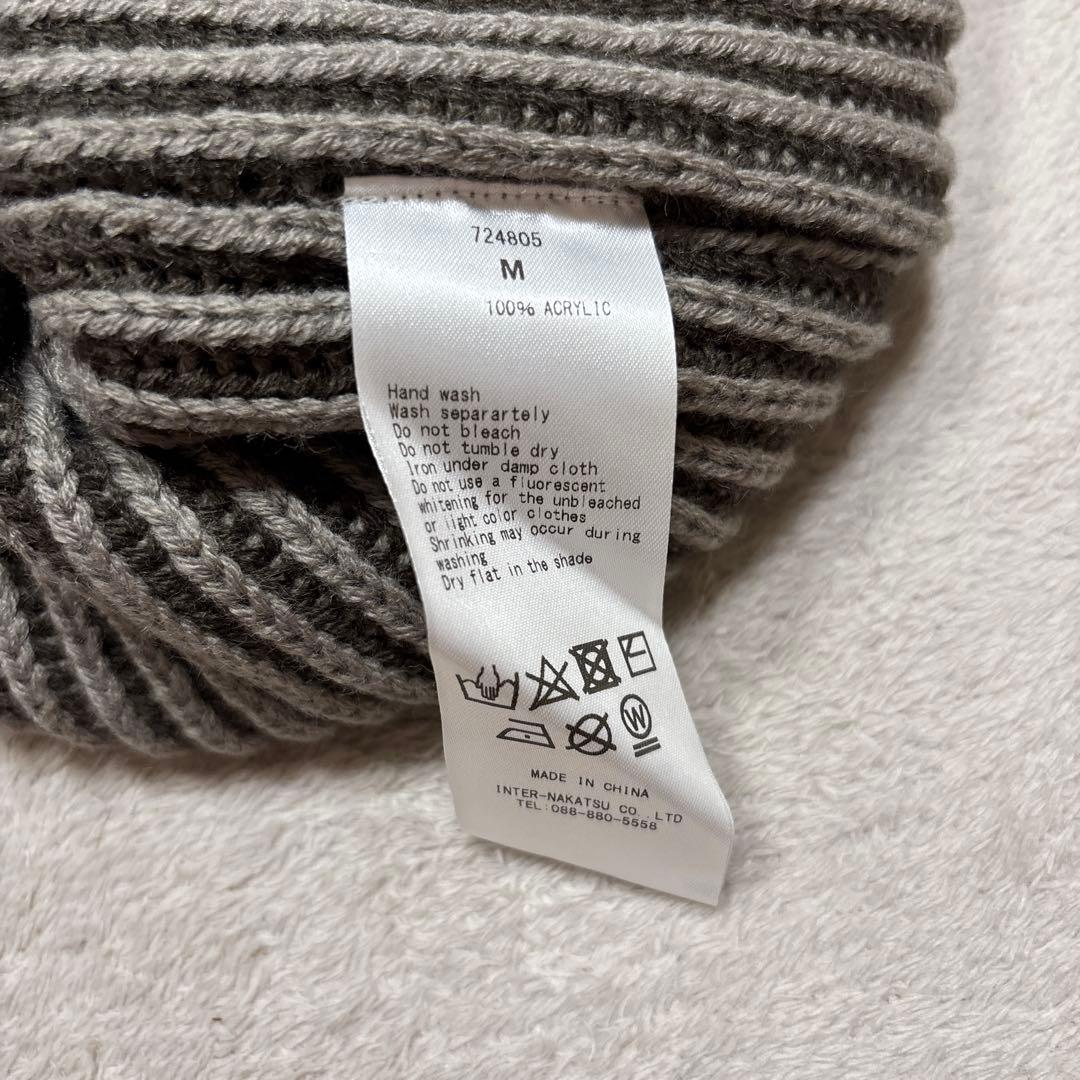 724805
M
100% ACRYLIC
Hand wash
Wash separartely
Do not bleach
Do not tumble dry
Iron under damp cloth
Do not use a fluorescent
whitening for the unbleached
or light color clothes
Shrinking may occur during
washing
Dry flat in the shade
W
MADE IN CHINA
INTER-NAKATSU CO.,LTD
TEL:088-880-5558